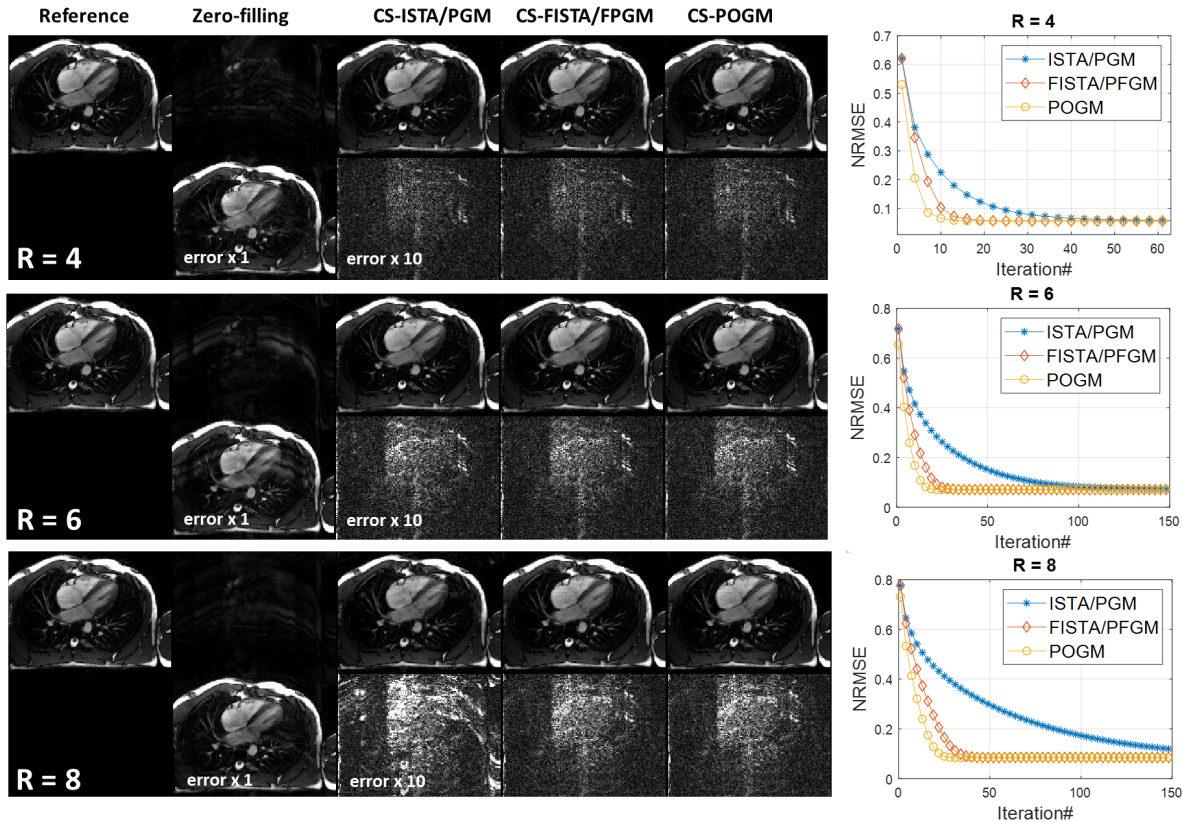 Reference Zero-filling CS-ISTA/PGM CS-FISTA/FPGM CS-POGM
R = 4
error x 1
error x 10
R = 4
NRMSE
0.7
0.6
0.5
0.4
0.3
0.2
0.1
ISTA/PGM
FISTA/PFGM
POGM
0 10 20 30 40 50 60
Iteration#
R = 6
error x 1
error x 10
R = 6
NRMSE
0.8
0.6
0.4
0.2
0
ISTA/PGM
FISTA/PFGM
POGM
0 50 100 150
Iteration#
R = 8
error x 1
error x 10
R = 8
NRMSE
0.8
0.6
0.4
0.2
0
ISTA/PGM
FISTA/PFGM
POGM
0 50 100 150
Iteration#